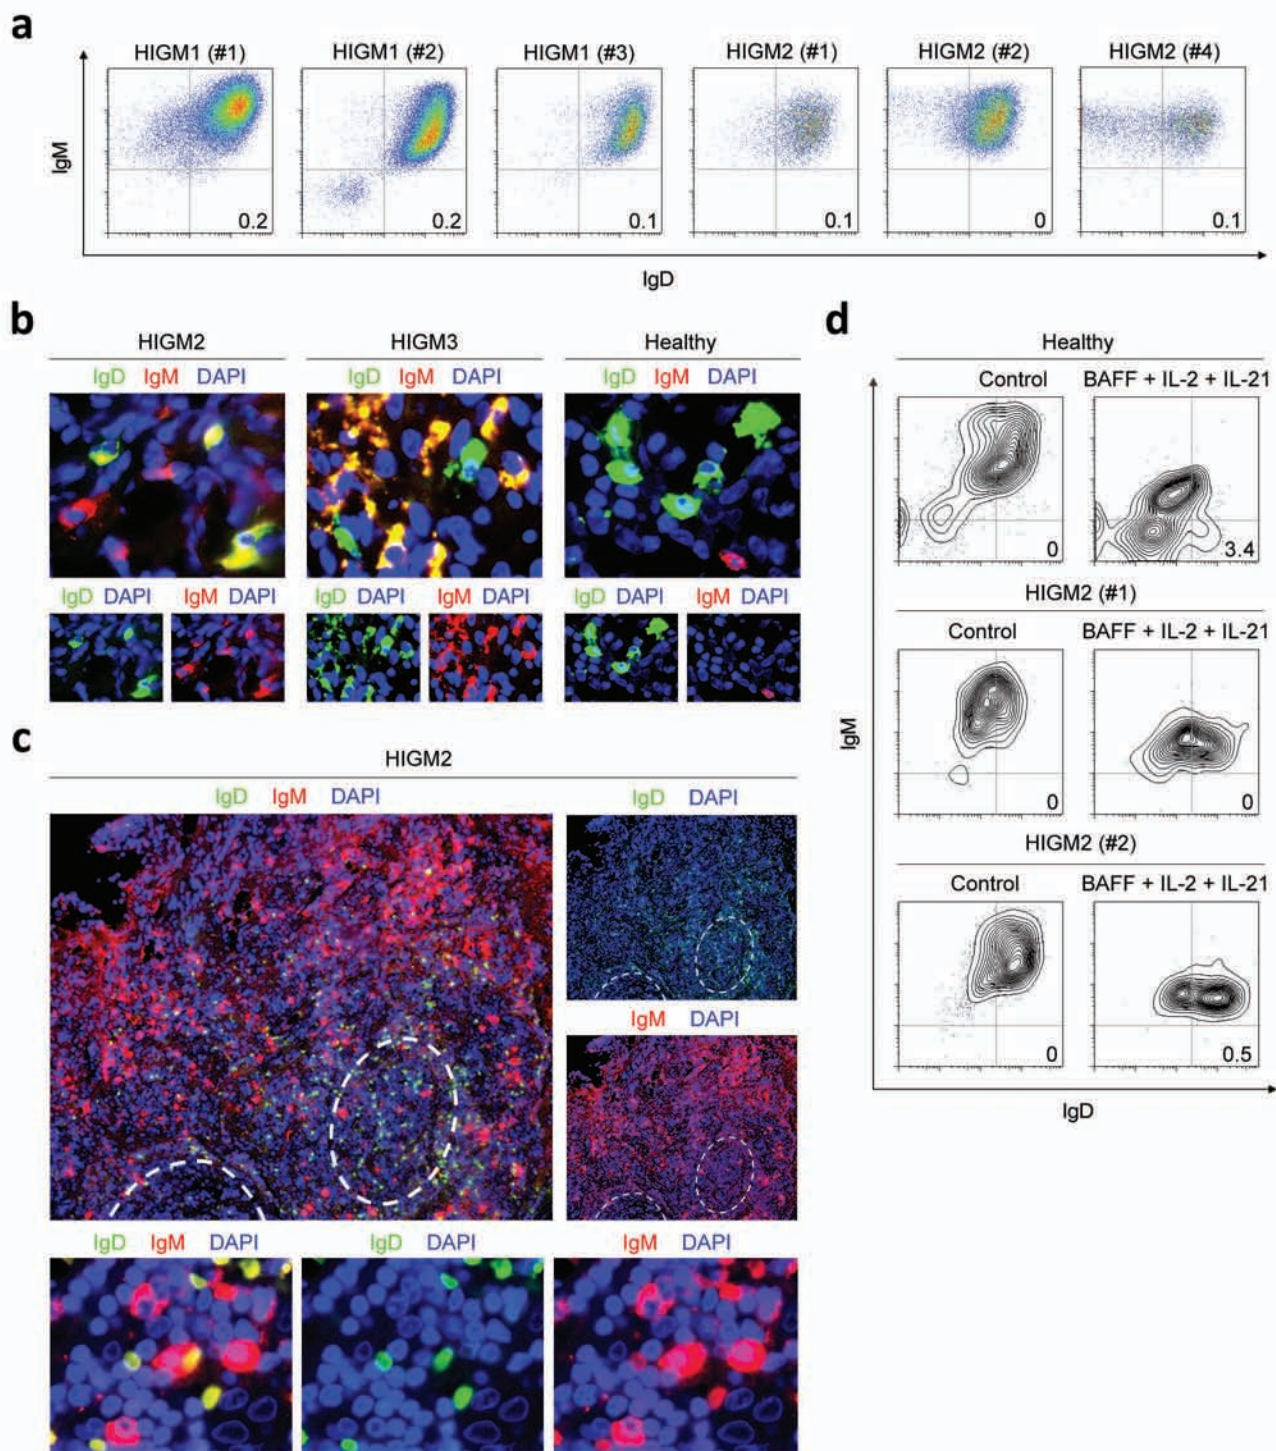 a
HIGM1 (#1) HIGM1 (#2) HIGM1 (#3) HIGM2 (#1) HIGM2 (#2) HIGM2 (#4)
IgM
0.2 0.2 0.1 0.1 0 0.1
IgD
b
HIGM2 HIGM3 Healthy
IgD IgM DAPI IgD IgM DAPI IgD IgM DAPI
IgD DAPI IgM DAPI IgD DAPI IgM DAPI IgD DAPI IgM DAPI
c
HIGM2
IgD IgM DAPI IgD DAPI
IgM DAPI
IgD IgM DAPI IgD DAPI IgM DAPI
d
Healthy
Control BAFF + IL-2 + IL-21
0 3.4
HIGM2 (#1)
Control BAFF + IL-2 + IL-21
IgM
0 0
HIGM2 (#2)
Control BAFF + IL-2 + IL-21
0 0.5
IgD